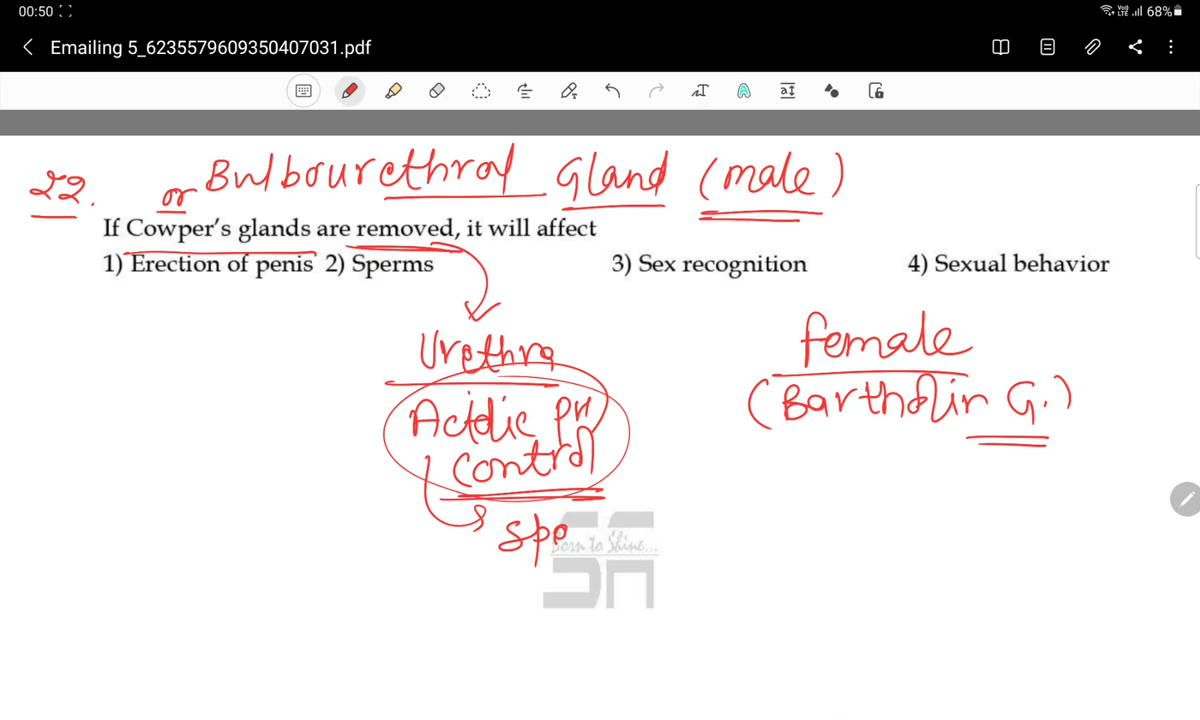 00:50
68%
Emailing 5_6235579609350407031.pdf
22. or Bulbourethral Gland (male)
If Cowper's glands are removed, it will affect
1) Erection of penis 2) Sperms 3) Sex recognition 4) Sexual behavior
Urethra
Acidic PH
Control
Spe
female
(Bartholin G.)
Born to Shine...
SR